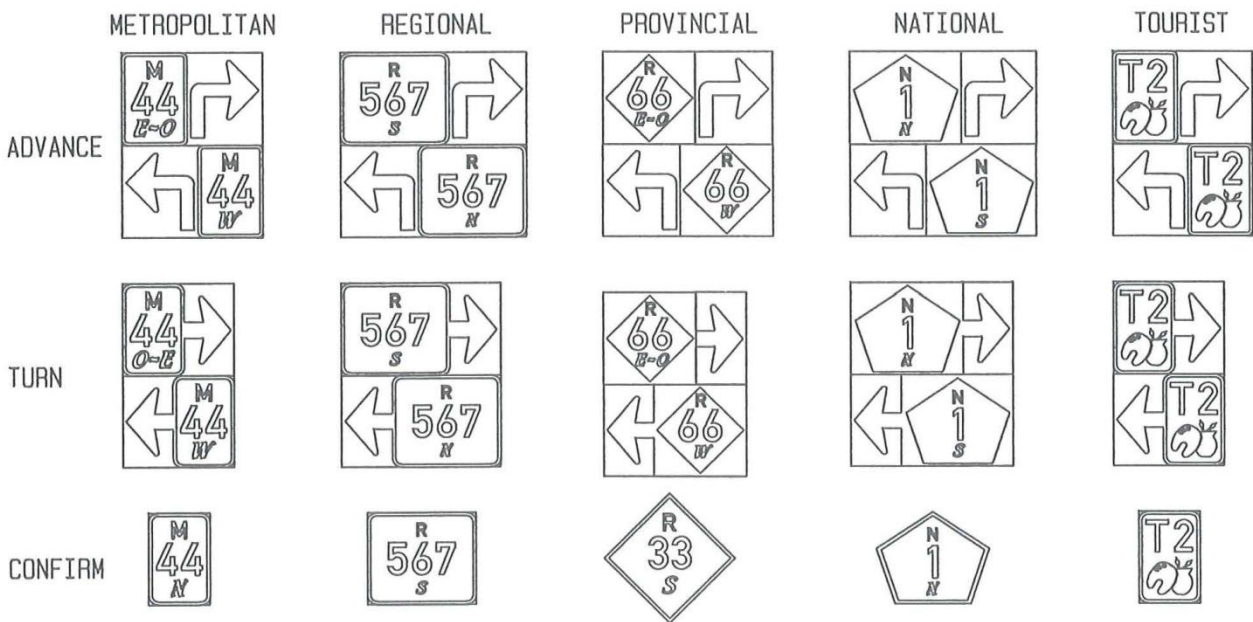 METROPOLITAN REGIONAL PROVINCIAL NATIONAL TOURIST
ADVANCE
M 44 E-O
M 44 W
R 567 S
R 567 N
R 66 E-O
R 66 W
N 1 N
N 1 S
T2
T2
TURN
M 44 O-E
M 44 W
R 567 S
R 567 N
R 66 E-O
R 66 W
N 1 N
N 1 S
T2
T2
CONFIRM
M 44 N
R 567 S
R 33 S
N 1 N
T2